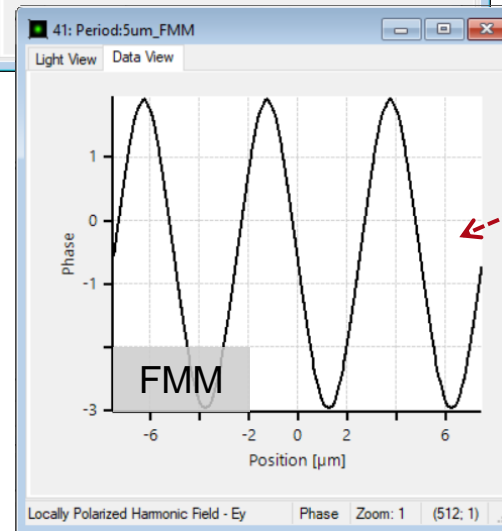 41: Period:5um_FMM
Light View Data View
1
0
-1
-3
Phase
FMM
-6 -2 0 2 6
Position [µm]
Locally Polarized Harmonic Field - Ey Phase Zoom: 1 (512; 1)